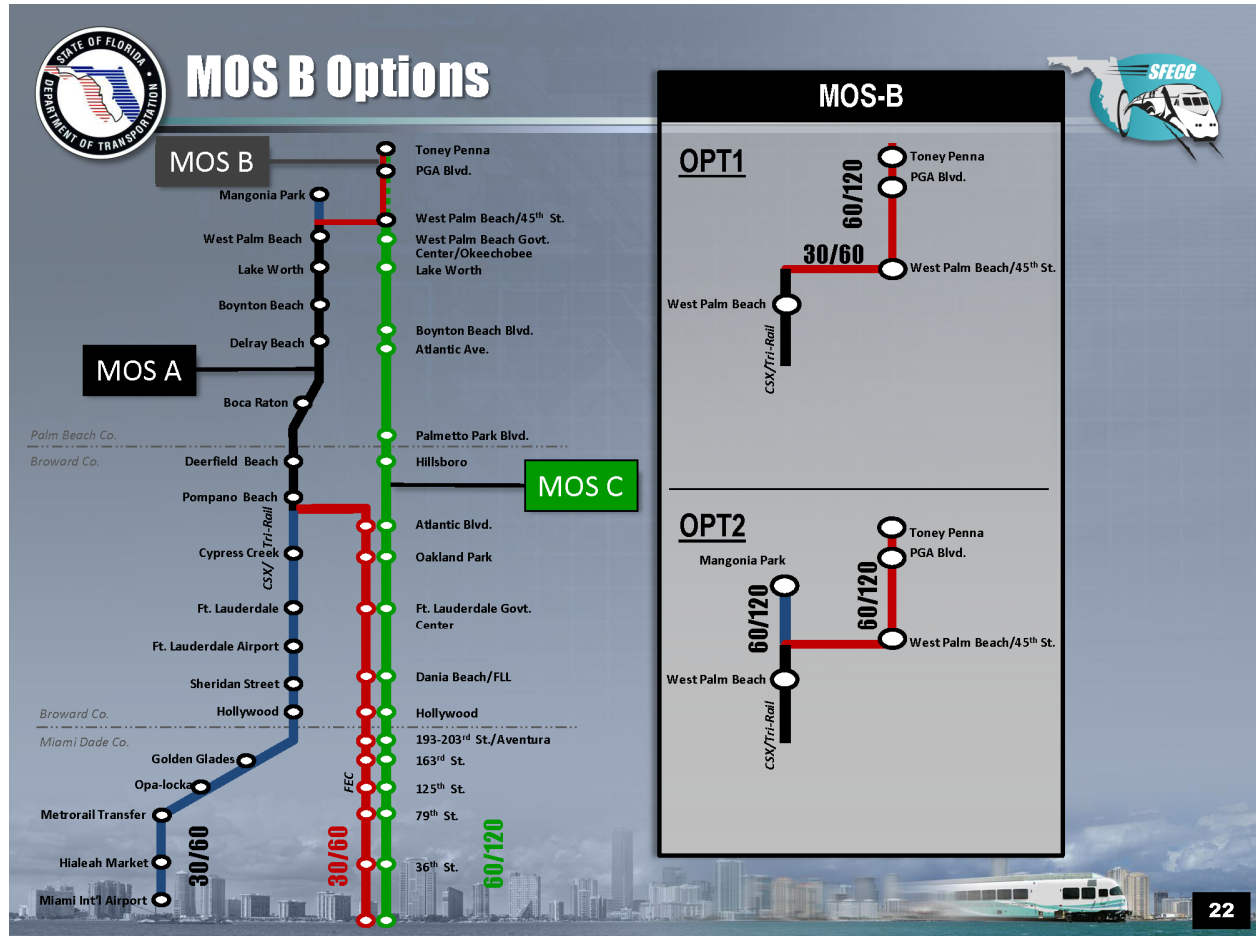 STATE OF FLORIDA
DEPARTMENT OF TRANSPORTATION
MOS B Options
SFECC
MOS B
MOS A
MOS C
Mangonia Park
West Palm Beach
Lake Worth
Boynton Beach
Delray Beach
Boca Raton
Palm Beach Co.
Broward Co.
Deerfield Beach
Pompano Beach
CSX/ Tri-Rail
Cypress Creek
Ft. Lauderdale
Ft. Lauderdale Airport
Sheridan Street
Hollywood
Broward Co.
Miami Dade Co.
Golden Glades
Opa-locka
Metrorail Transfer
Hialeah Market
Miami Int'l Airport
30/60
FEC
30/60
60/120
Toney Penna
PGA Blvd.
West Palm Beach/45th St.
West Palm Beach Govt.
Center/Okeechobee
Lake Worth
Boynton Beach Blvd.
Atlantic Ave.
Palmetto Park Blvd.
Hillsboro
Atlantic Blvd.
Oakland Park
Ft. Lauderdale Govt.
Center
Dania Beach/FLL
Hollywood
193-203rd St./Aventura
163rd St.
125th St.
79th St.
36th St.
MOS-B
OPT1
Toney Penna
PGA Blvd.
60/120
30/60
West Palm Beach/45th St.
West Palm Beach
CSX/Tri-Rail
OPT2
Toney Penna
PGA Blvd.
Mangonia Park
60/120
60/120
West Palm Beach/45th St.
West Palm Beach
CSX/Tri-Rail
22